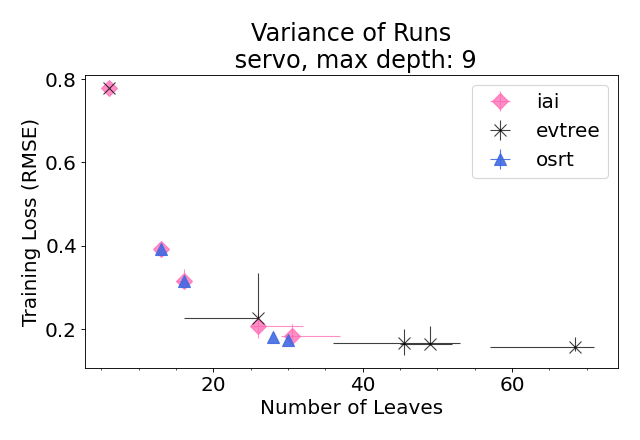 Variance of Runs
servo, max depth: 9
0.8
0.6
0.4
0.2
Training Loss (RMSE)
iai
evtree
osrt
20 40 60
Number of Leaves